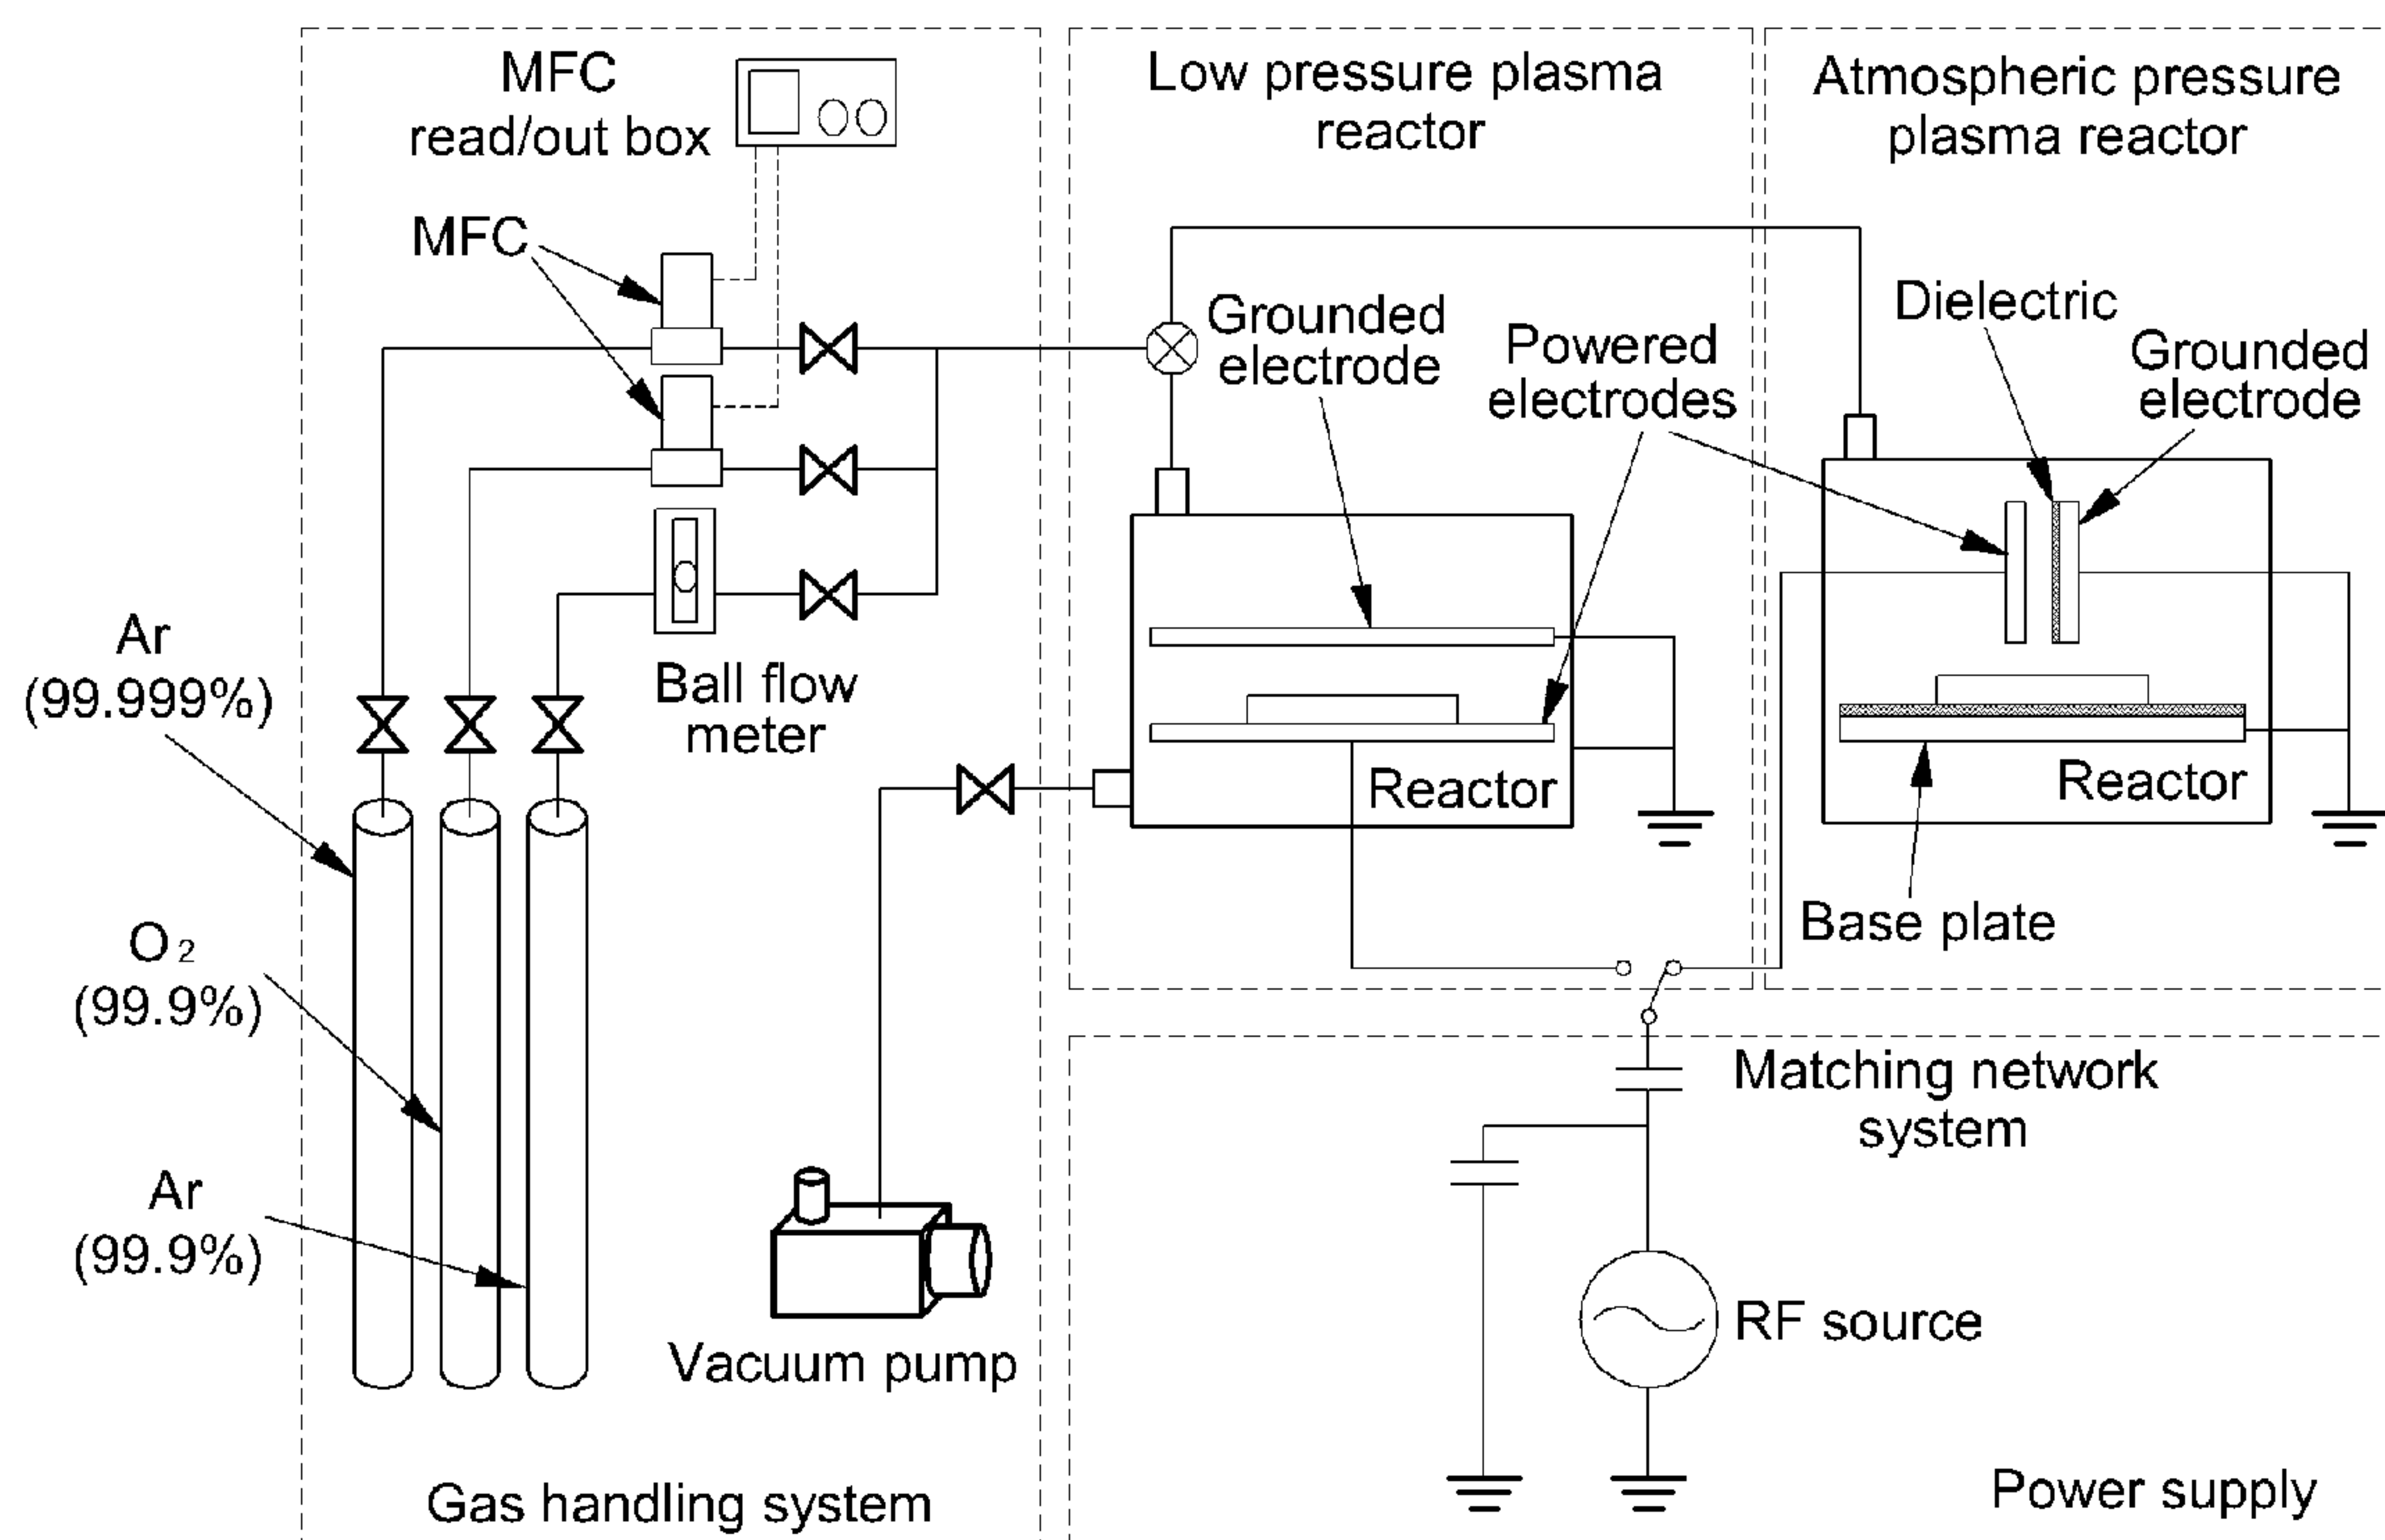 MFC
read/out box
MFC
Ball flow
meter
Ar
(99.999%)
O₂
(99.9%)
Ar
(99.9%)
Vacuum pump
Gas handling system
Low pressure plasma
reactor
Grounded
electrode
Powered
electrodes
Reactor
Atmospheric pressure
plasma reactor
Dielectric
Grounded
electrode
Reactor
Base plate
Matching network
system
RF source
Power supply